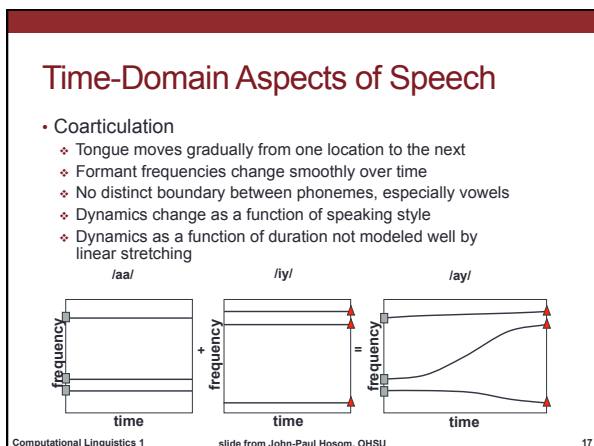 Time-Domain Aspects of Speech
• Coarticulation
❖ Tongue moves gradually from one location to the next
❖ Formant frequencies change smoothly over time
❖ No distinct boundary between phonemes, especially vowels
❖ Dynamics change as a function of speaking style
❖ Dynamics as a function of duration not modeled well by
linear stretching
/aa/ /iy/ /ay/
frequency + frequency = frequency
time time time
Computational Linguistics 1 slide from John-Paul Hosom, OHSU 17